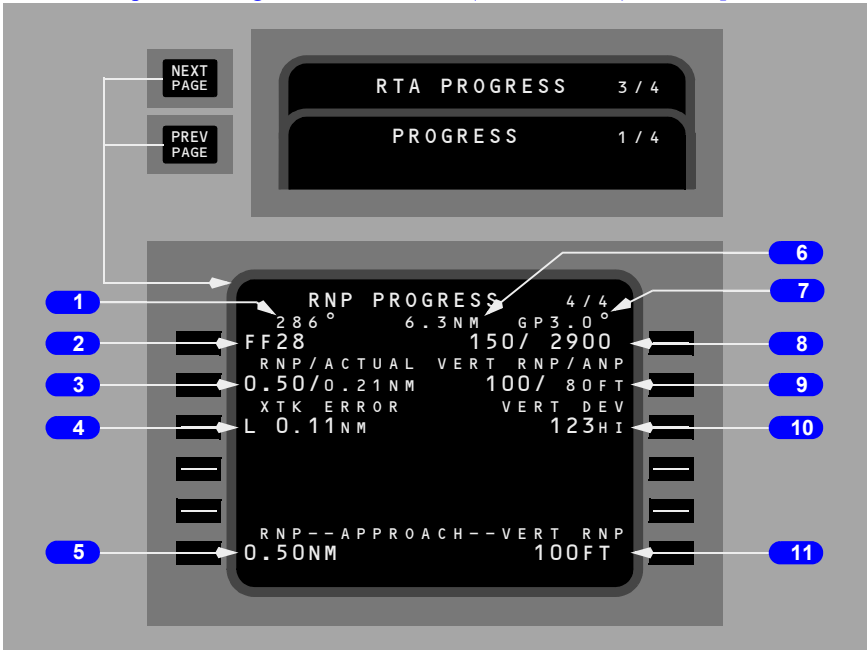 NEXT
PAGE
RTA PROGRESS 3/4
PREV
PAGE
PROGRESS 1/4
6
7
1
RNP PROGRESS 4/4
286° 6.3NM GP3.0°
2
FF28 150/ 2900
8
RNP/ACTUAL VERT RNP/ANP
3
0.50/0.21NM 100/ 80FT
9
XTK ERROR VERT DEV
4
L 0.11NM 123HI
10
RNP--APPROACH--VERT RNP
5
0.50NM 100FT
11